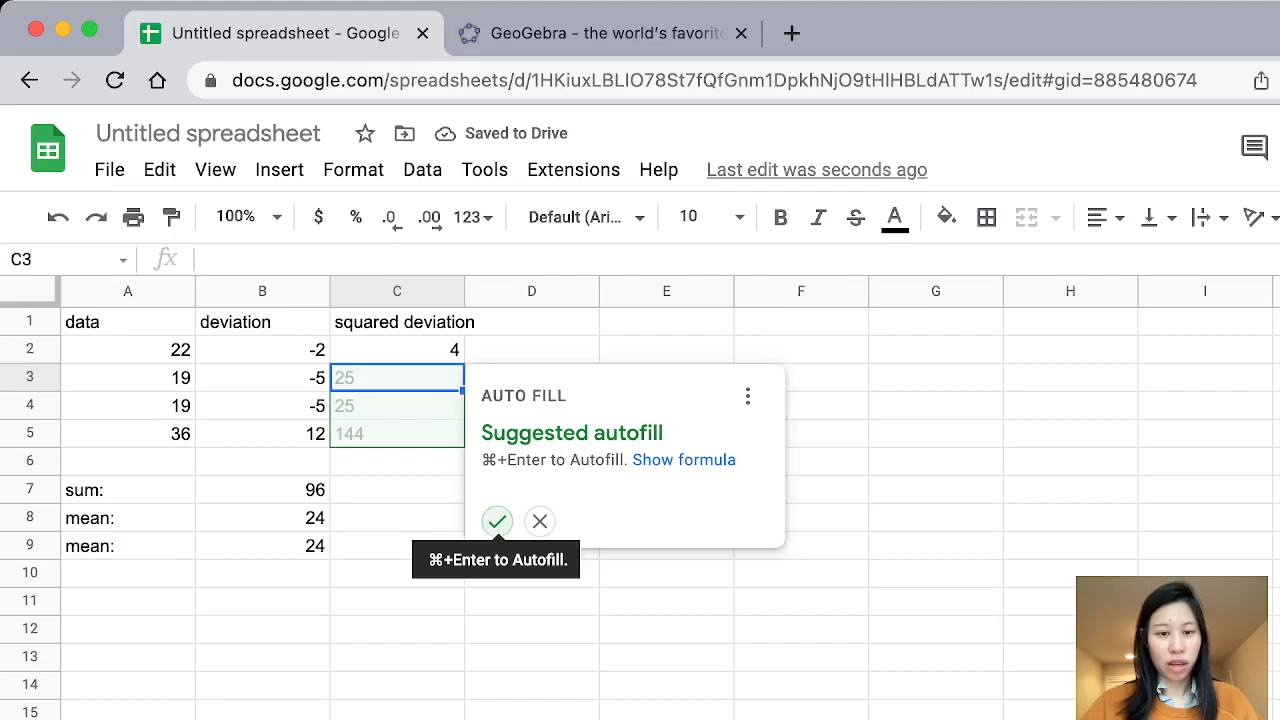 Untitled spreadsheet - Google
GeoGebra - the world's favorite
docs.google.com/spreadsheets/d/1HKiuxLBLIO78St7fQfGnm1DpkhNjO9tHlHBLdATTw1s/edit#gid=885480674
Untitled spreadsheet
Saved to Drive
File Edit View Insert Format Data Tools Extensions Help Last edit was seconds ago
100% $ % .0 .00 123 Default (Ari... 10 B I S A
C3 fx
A B C D E F G H I
1 data deviation squared deviation
2 22 -2 4
3 19 -5 25
4 19 -5 25
5 36 12 144
6
7 sum: 96
8 mean: 24
9 mean: 24
10
11
12
13
14
15
AUTO FILL
Suggested autofill
⌘+Enter to Autofill. Show formula
⌘+Enter to Autofill.